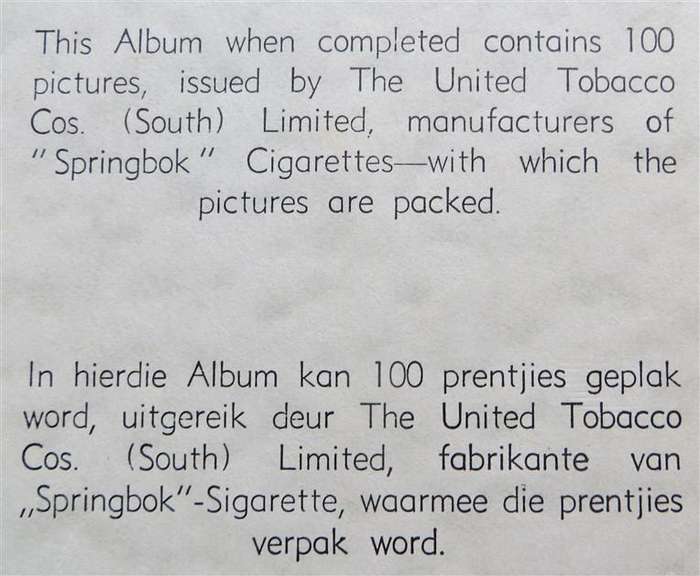 This Album when completed contains 100
pictures, issued by The United Tobacco
Cos. (South) Limited, manufacturers of
"Springbok" Cigarettes—with which the
pictures are packed.
In hierdie Album kan 100 prentjies geplak
word, uitgereik deur The United Tobacco
Cos. (South) Limited, fabrikante van
„Springbok"-Sigarette, waarmee die prentjies
verpak word.